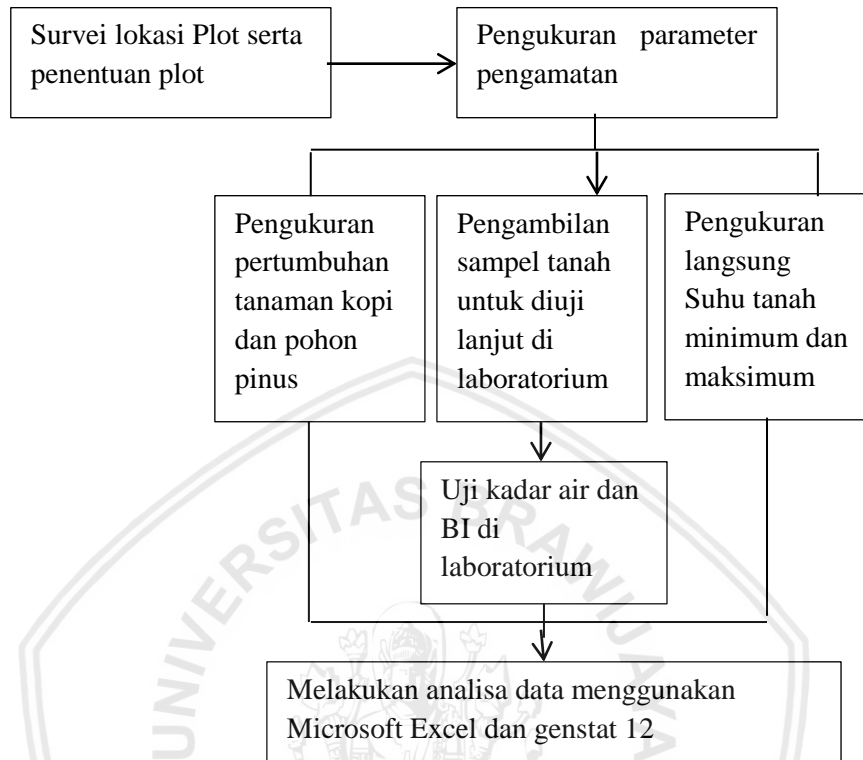 Survei lokasi Plot serta
penentuan plot
Pengukuran parameter
pengamatan
Pengukuran
pertumbuhan
tanaman kopi
dan pohon
pinus
Pengambilan
sampel tanah
untuk diuji
lanjut di
laboratorium
Pengukuran
langsung
Suhu tanah
minimum dan
maksimum
Uji kadar air dan
BI di
laboratorium
Melakukan analisa data menggunakan
Microsoft Excel dan genstat 12
UNIVERSITAS BRAWIJAYA